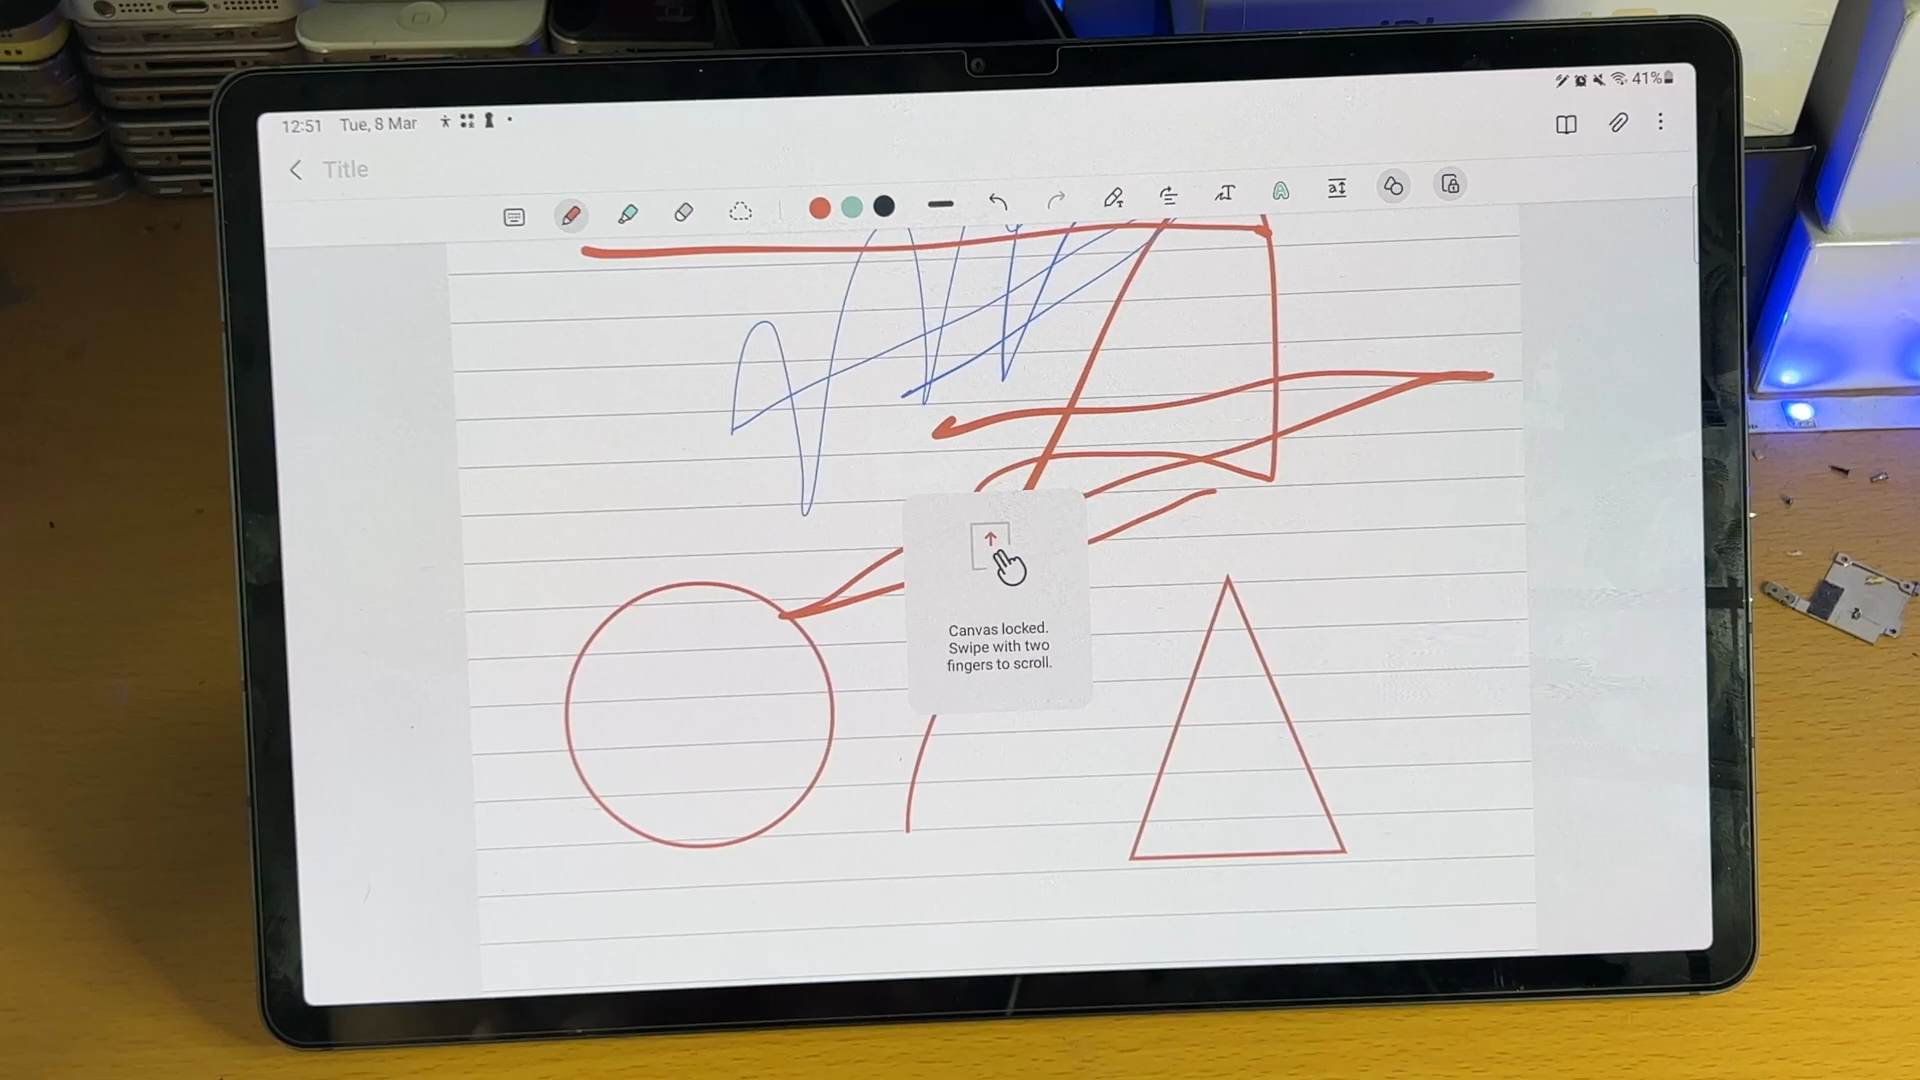 12:51 Tue, 8 Mar
41%
Title
Canvas locked.
Swipe with two
fingers to scroll.